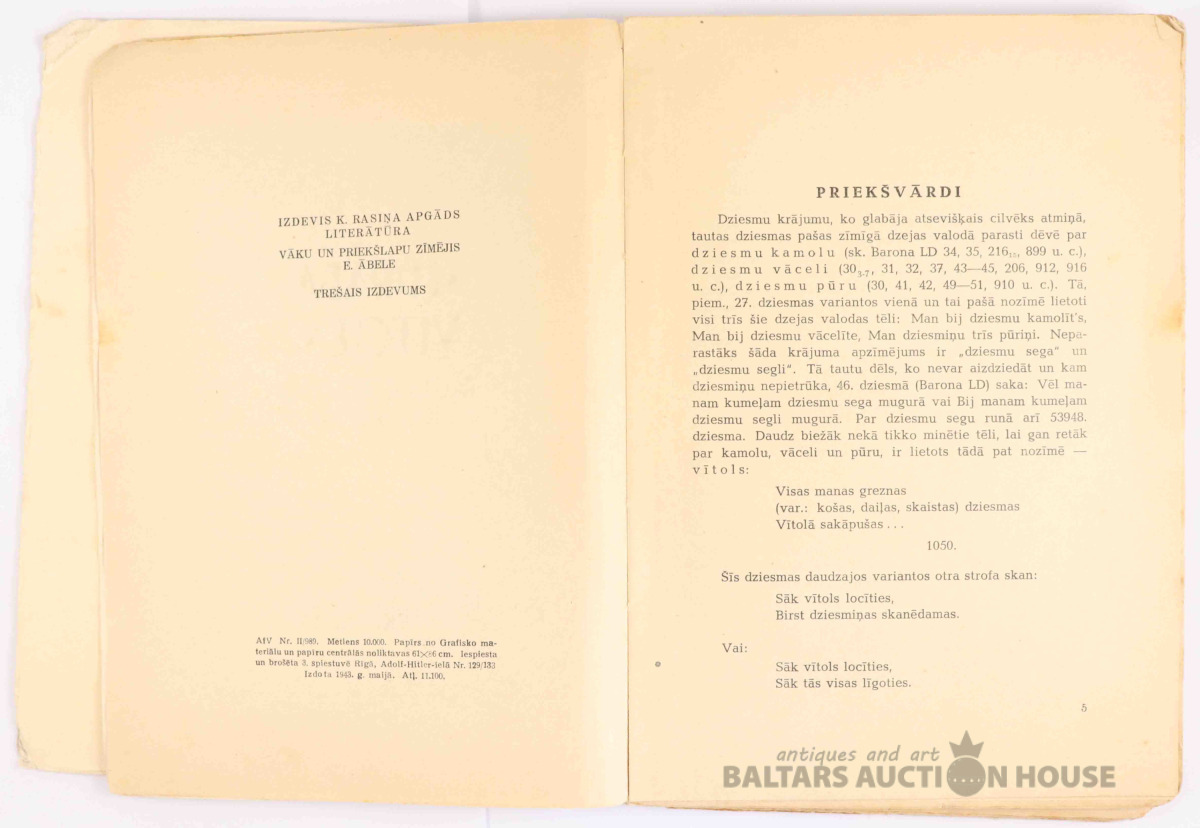 IZDEVIS K. RASIŅA APGĀDS
LITERĀTŪRA
VĀKU UN PRIEKŠLAPU ZĪMĒJIS
E. ĀBELE
TREŠAIS IZDEVUMS
AfV Nr. II/989. Metiens 10.000. Papīrs no Grafisko ma-
teriālu un papīru centrālās noliktavas 61×86 cm. Iespiesta
un brošēta 3. spiestuvē Rīgā, Adolf-Hitler-ielā Nr. 129/133
Izdota 1943. g. maijā. Atļ. 11.100.
PRIEKŠVĀRDI
Dziesmu krājumu, ko glabāja atsevišķais cilvēks atmiņā,
tautas dziesmas pašas zīmīgā dzejas valodā parasti dēvē par
dziesmu kamolu (sk. Barona LD 34, 35, 216₁₅, 899 u. c.),
dziesmu vāceli (30₃₋₇, 31, 32, 37, 43—45, 206, 912, 916
u. c.), dziesmu pūru (30, 41, 42, 49—51, 910 u. c.). Tā,
piem., 27. dziesmas variantos vienā un tai pašā nozīmē lietoti
visi trīs šie dzejas valodas tēli: Man bij dziesmu kamolīt's,
Man bij dziesmu vācelīte, Man dziesmiņu trīs pūriņi. Nepa-
rastāks šāda krājuma apzīmējums ir „dziesmu sega" un
„dziesmu segli". Tā tautu dēls, ko nevar aizdziedāt un kam
dziesmiņu nepietrūka, 46. dziesmā (Barona LD) saka: Vēl ma-
nam kumeļam dziesmu sega mugurā vai Bij manam kumeļam
dziesmu segli mugurā. Par dziesmu segu runā arī 53948.
dziesma. Daudz biežāk nekā tikko minētie tēli, lai gan retāk
par kamolu, vāceli un pūru, ir lietots tādā pat nozīmē —
vītols:
Visas manas greznas
(var.: košas, daiļas, skaistas) dziesmas
Vītolā sakāpušas...
1050.
Šīs dziesmas daudzajos variantos otra strofa skan:
Sāk vītols locīties,
Birst dziesmiņas skanēdamas.
Vai:
Sāk vītols locīties,
Sāk tās visas līgoties.
5
antiques and art
BALTARS AUCTION HOUSE